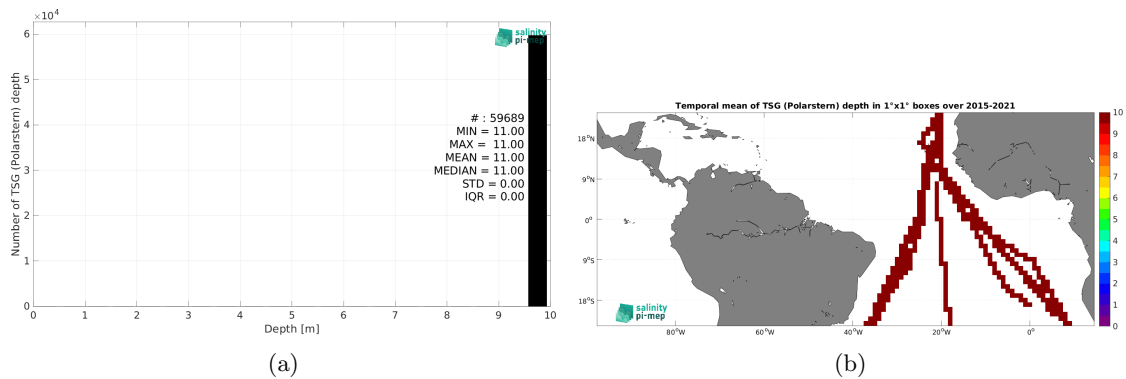 ×10⁴
6
5
4
3
2
1
0
Number of TSG (Polarstern) depth
salinity
pi-mep
# : 59689
MIN = 11.00
MAX = 11.00
MEAN = 11.00
MEDIAN = 11.00
STD = 0.00
IQR = 0.00
0 1 2 3 4 5 6 7 8 9 10
Depth [m]
(a)
Temporal mean of TSG (Polarstern) depth in 1°x1° boxes over 2015-2021
18°N
9°N
0°
9°S
18°S
salinity
pi-mep
80°W 60°W 40°W 20°W 0°
10
9
8
7
6
5
4
3
2
1
0
(b)